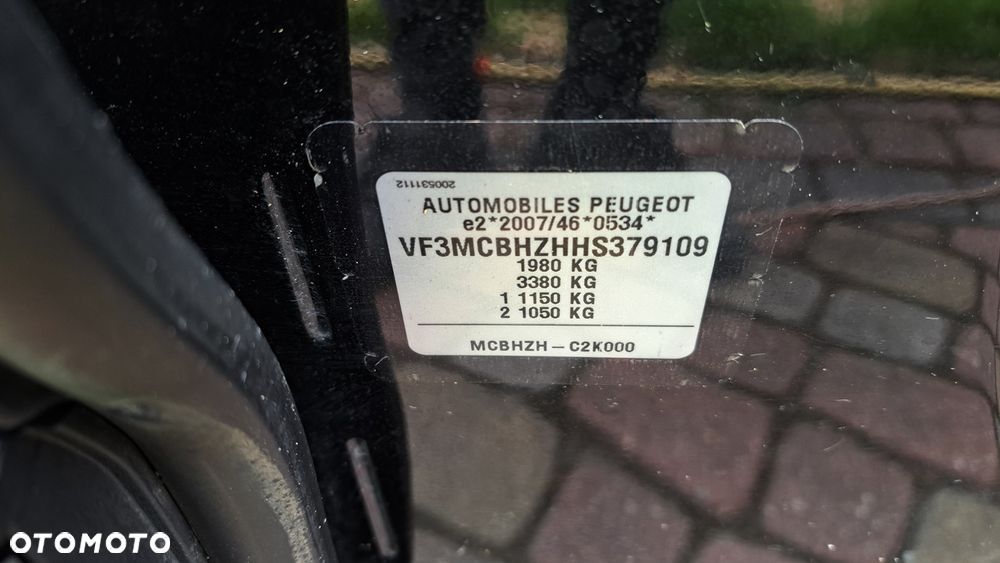 200531112
AUTOMOBILES PEUGEOT
e2*2007/46*0534*
VF3MCBHZHHS379109
1980 KG
3380 KG
1 1150 KG
2 1050 KG
MCBHZH - C2K000
OTOMOTO